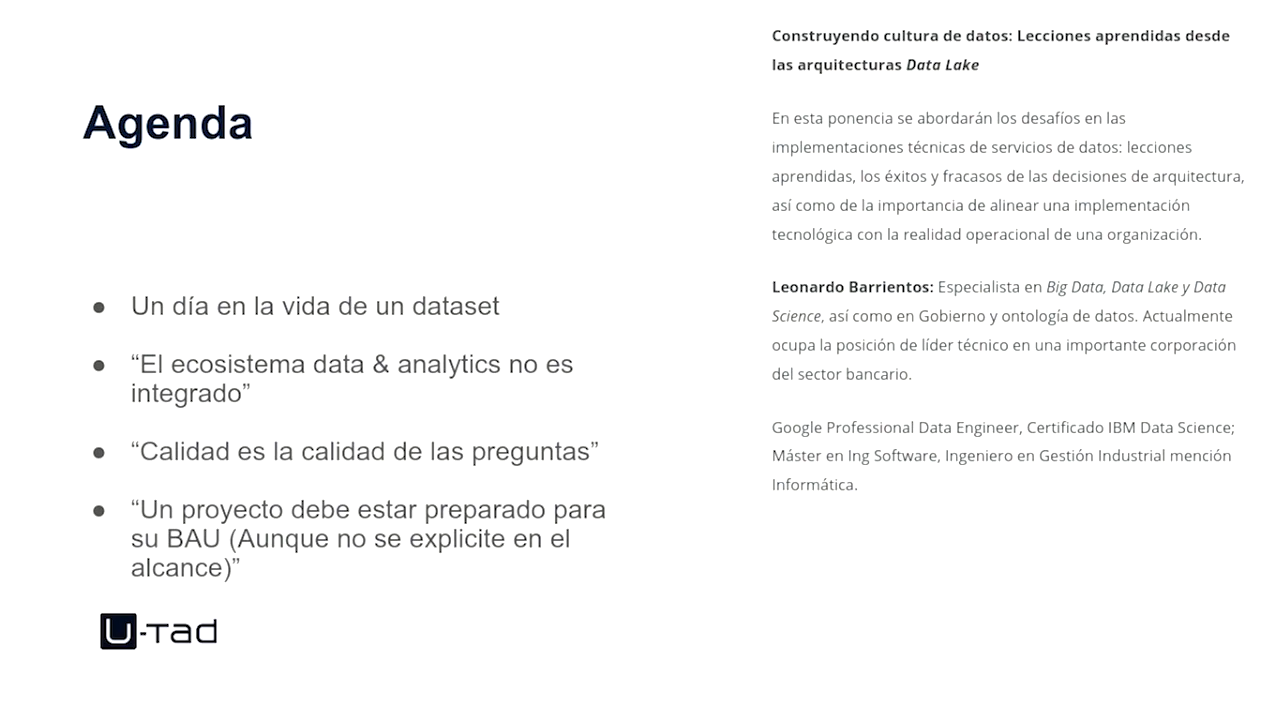 Agenda
● Un día en la vida de un dataset
● “El ecosistema data & analytics no es
integrado”
● “Calidad es la calidad de las preguntas”
● “Un proyecto debe estar preparado para
su BAU (Aunque no se explicite en el
alcance)”
U-Tad
Construyendo cultura de datos: Lecciones aprendidas desde
las arquitecturas Data Lake
En esta ponencia se abordarán los desafíos en las
implementaciones técnicas de servicios de datos: lecciones
aprendidas, los éxitos y fracasos de las decisiones de arquitectura,
así como de la importancia de alinear una implementación
tecnológica con la realidad operacional de una organización.
Leonardo Barrientos: Especialista en Big Data, Data Lake y Data
Science, así como en Gobierno y ontología de datos. Actualmente
ocupa la posición de líder técnico en una importante corporación
del sector bancario.
Google Professional Data Engineer, Certificado IBM Data Science;
Máster en Ing Software, Ingeniero en Gestión Industrial mención
Informática.